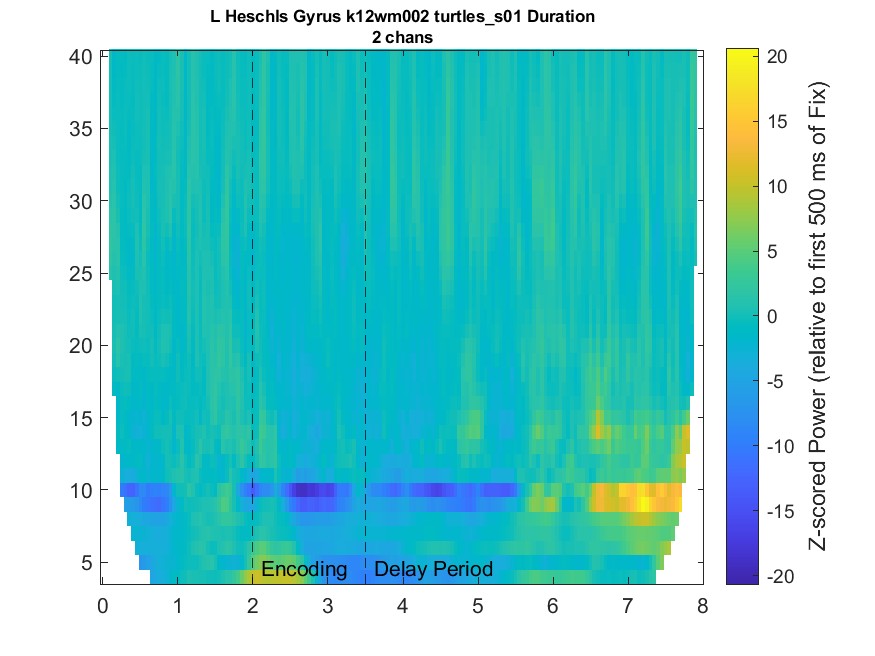 L Heschls Gyrus k12wm002 turtles_s01 Duration
2 chans
40
35
30
25
20
15
10
5
Encoding
Delay Period
0 1 2 3 4 5 6 7 8
20
15
10
5
0
-5
-10
-15
-20
Z-scored Power (relative to first 500 ms of Fix)